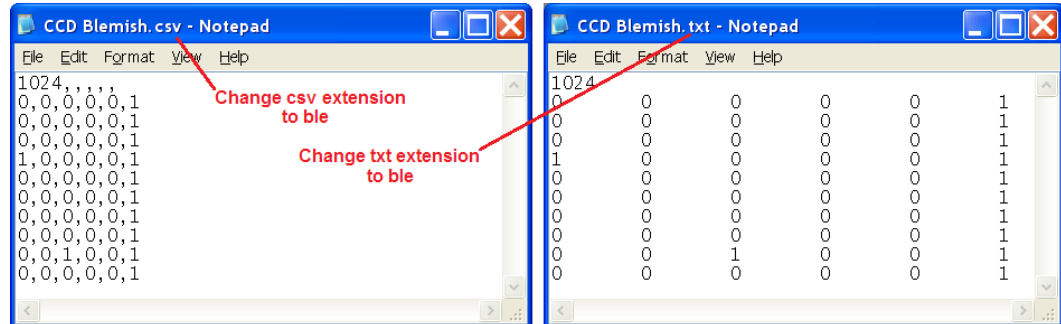 CCD Blemish.csv - Notepad
File Edit Format View Help
1024,,,,,
0,0,0,0,0,1
0,0,0,0,0,1
0,0,0,0,0,1
1,0,0,0,0,1
0,0,0,0,0,1
0,0,0,0,0,1
0,0,0,0,0,1
0,0,0,0,0,1
0,0,1,0,0,1
0,0,0,0,0,1
Change csv extension
to ble
CCD Blemish.txt - Notepad
File Edit Format View Help
1024
0 0 0 0 0 1
0 0 0 0 0 1
0 0 0 0 0 1
1 0 0 0 0 1
0 0 0 0 0 1
0 0 0 0 0 1
0 0 0 0 0 1
0 0 0 0 0 1
0 0 1 0 0 1
0 0 0 0 0 1
Change txt extension
to ble